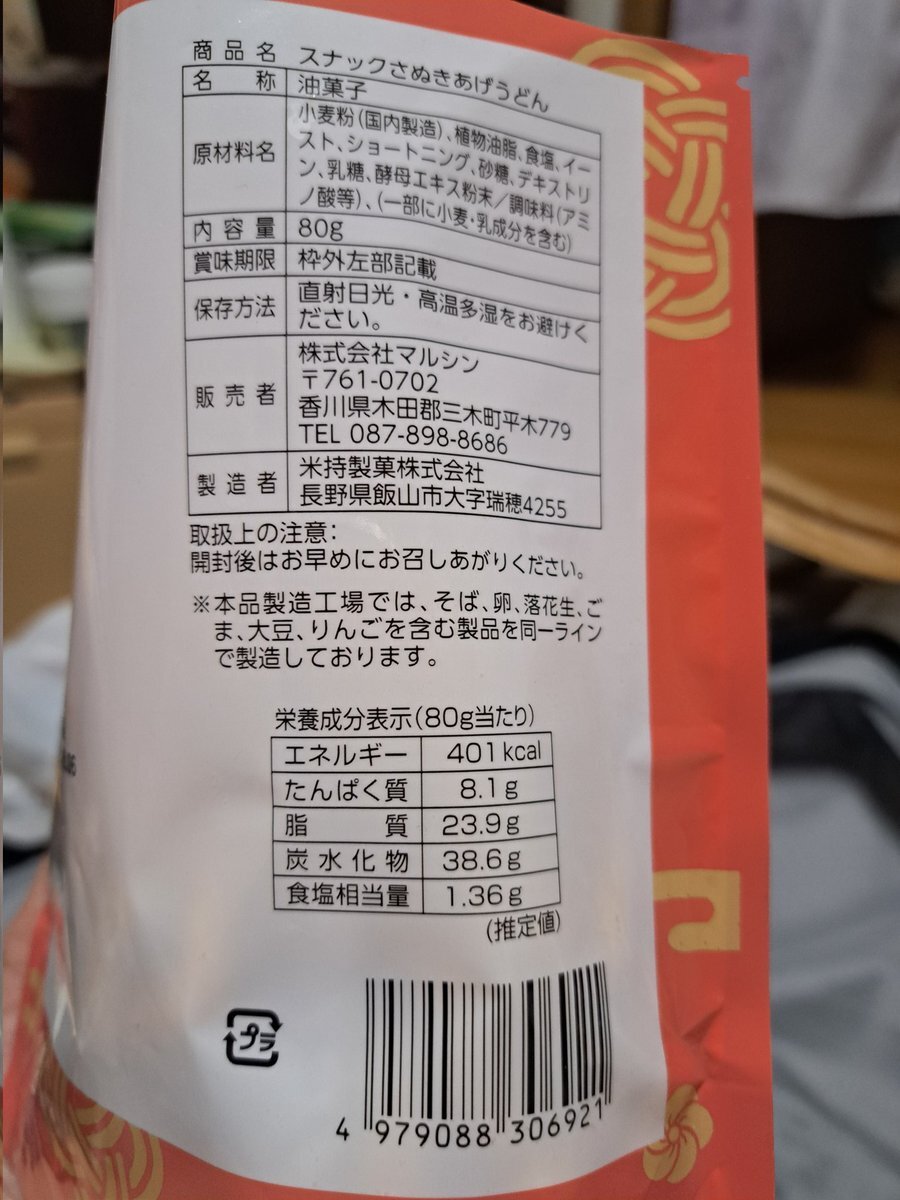 商品名 スナックさぬきあげうどん
名称 油菓子
原材料名 小麦粉(国内製造)、植物油脂、食塩、イー
スト、ショートニング、砂糖、デキストリ
ン、乳糖、酵母エキス粉末/調味料(アミ
ノ酸等)、(一部に小麦・乳成分を含む)
内容量 80g
賞味期限 枠外左部記載
保存方法 直射日光・高温多湿をお避けく
ださい。
販売者 株式会社マルシン
〒761-0702
香川県木田郡三木町平木779
TEL 087-898-8686
製造者 米持製菓株式会社
長野県飯山市大字瑞穂4255
取扱上の注意:
開封後はお早めにお召しあがりください。
※本品製造工場では、そば、卵、落花生、ご
ま、大豆、りんごを含む製品を同一ライン
で製造しております。
栄養成分表示(80g当たり)
エネルギー 401kcal
たんぱく質 8.1g
脂質 23.9g
炭水化物 38.6g
食塩相当量 1.36g
(推定値)
プラ
4 979088 306921